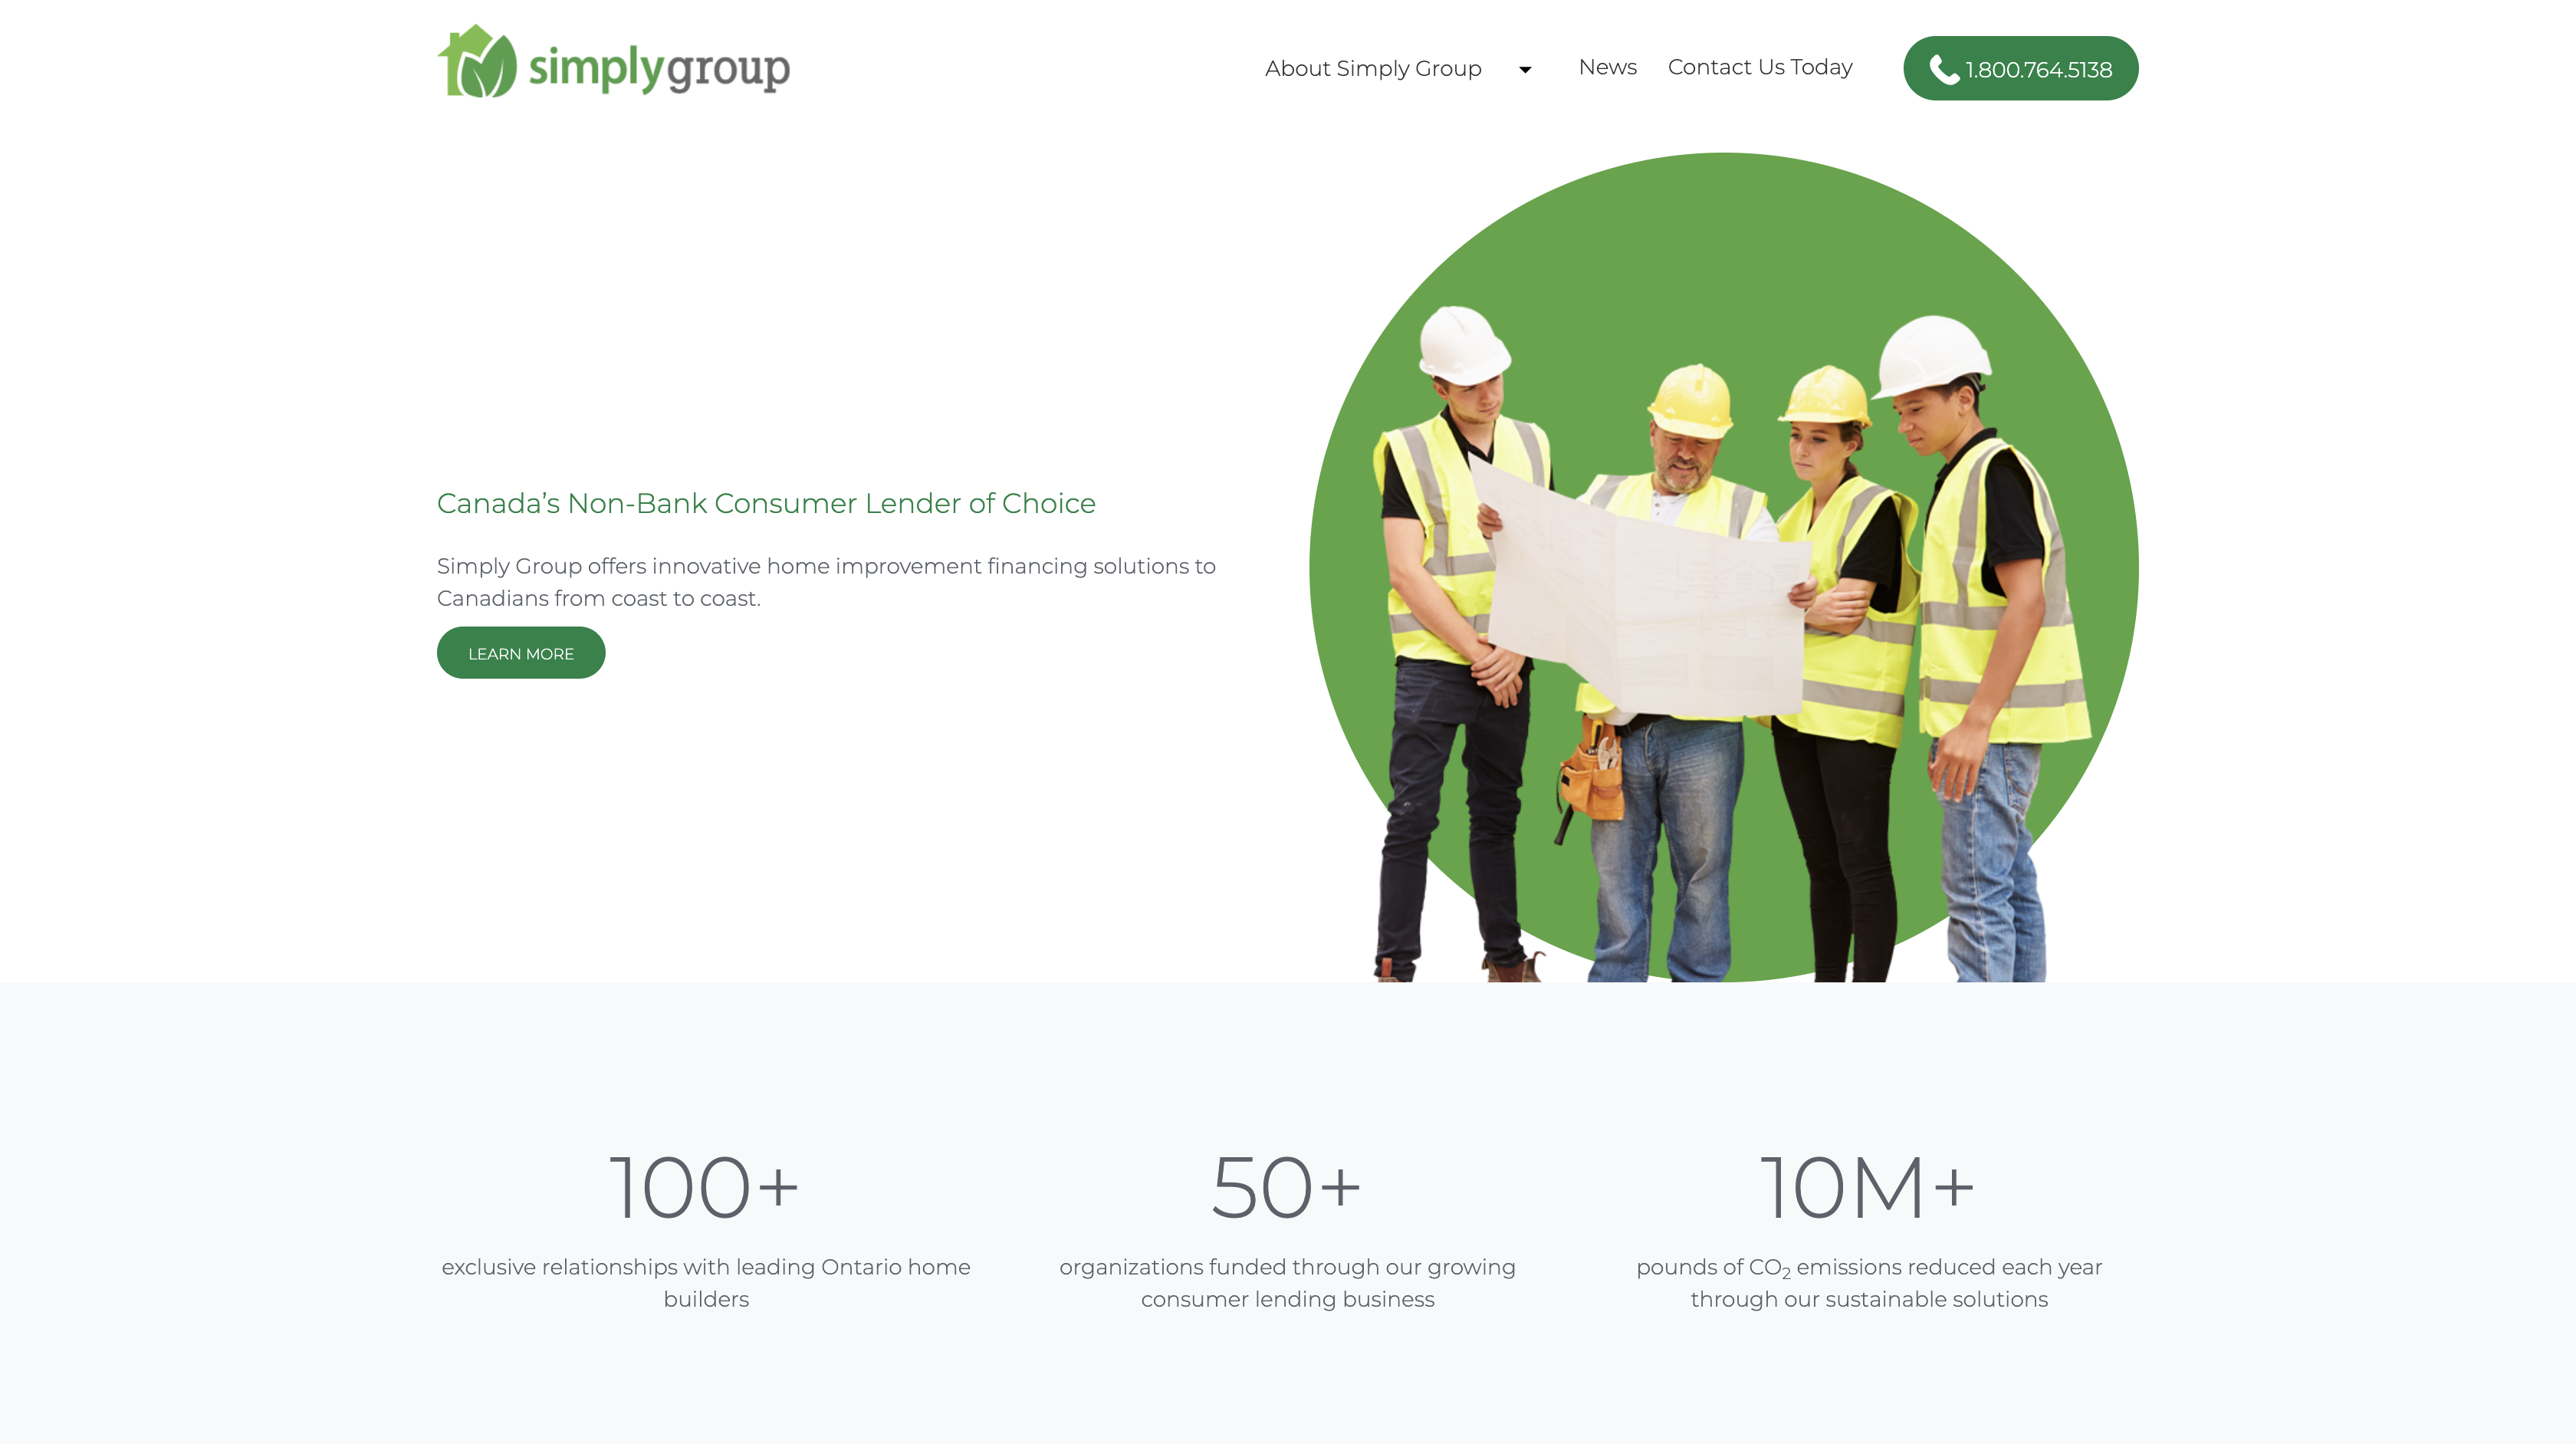 simplygroup
About Simply Group
News
Contact Us Today
1.800.764.5138
Canada’s Non-Bank Consumer Lender of Choice
Simply Group offers innovative home improvement financing solutions to
Canadians from coast to coast.
LEARN MORE
100+
exclusive relationships with leading Ontario home
builders
50+
organizations funded through our growing
consumer lending business
10M+
pounds of CO₂ emissions reduced each year
through our sustainable solutions